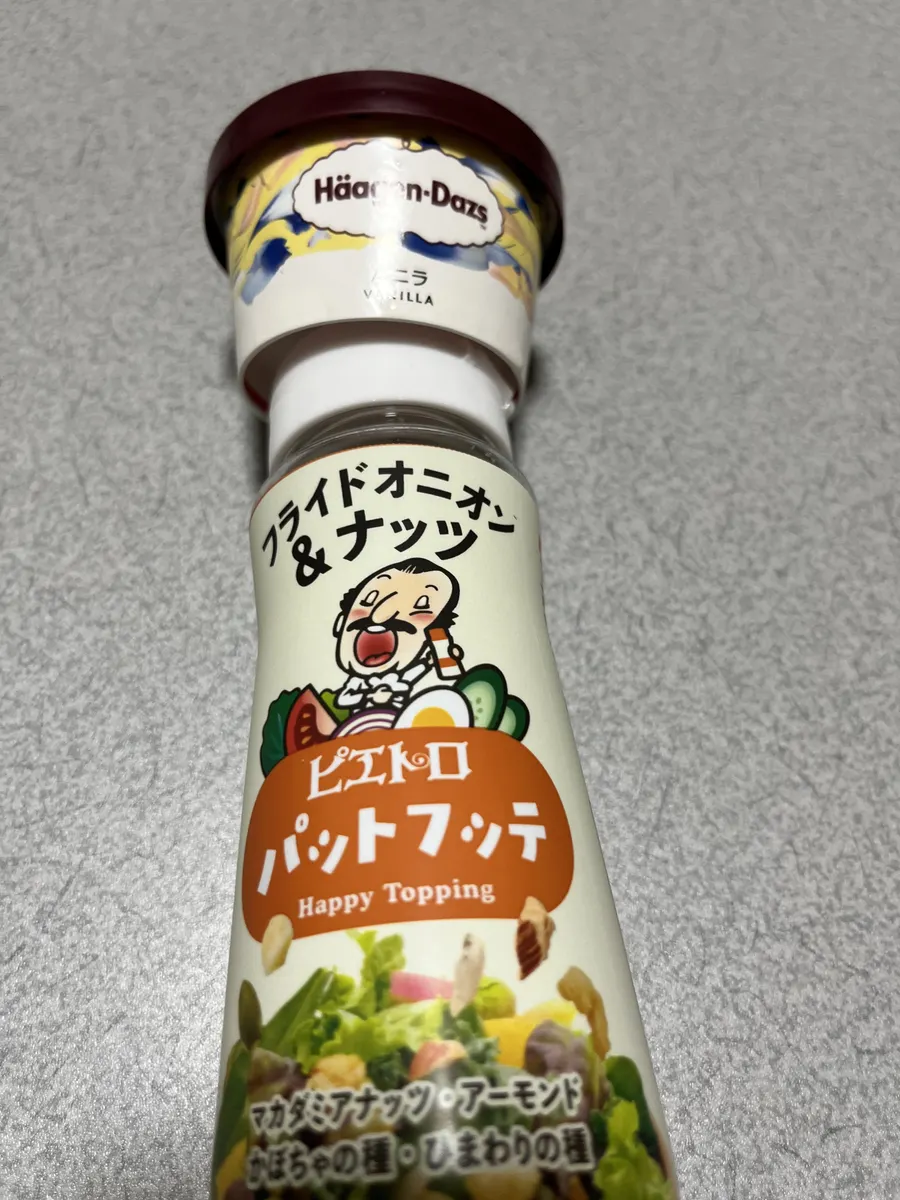 Häagen-Dazs
バニラ
VANILLA
フライドオニオン
&ナッツ
ピエトロ
パットフッテ
Happy Topping
マカダミアナッツ・アーモンド
かぼちゃの種・ひまわりの種